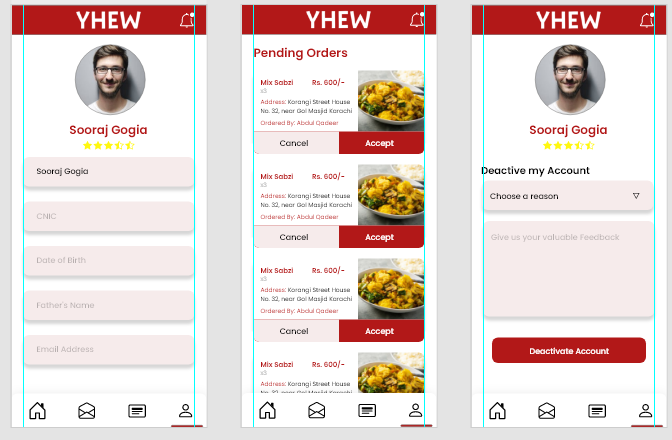 YHEW
Sooraj Gogia
Sooraj Gogia
CNIC
Date of Birth
Father's Name
Email Address
YHEW
Pending Orders
Mix Sabzi Rs. 600/-
x3
Address: Korangi Street House
No. 32, near Gol Masjid Karachi
Ordered By: Abdul Qadeer
Cancel Accept
Mix Sabzi Rs. 600/-
x3
Address: Korangi Street House
No. 32, near Gol Masjid Karachi
Ordered By: Abdul Qadeer
Cancel Accept
Mix Sabzi Rs. 600/-
x3
Address: Korangi Street House
No. 32, near Gol Masjid Karachi
Ordered By: Abdul Qadeer
Cancel Accept
Mix Sabzi Rs. 600/-
x3
Address: Korangi Street House
No. 32, near Gol Masjid Karachi
YHEW
Sooraj Gogia
Deactive my Account
Choose a reason
Give us your valuable Feedback
Deactivate Account